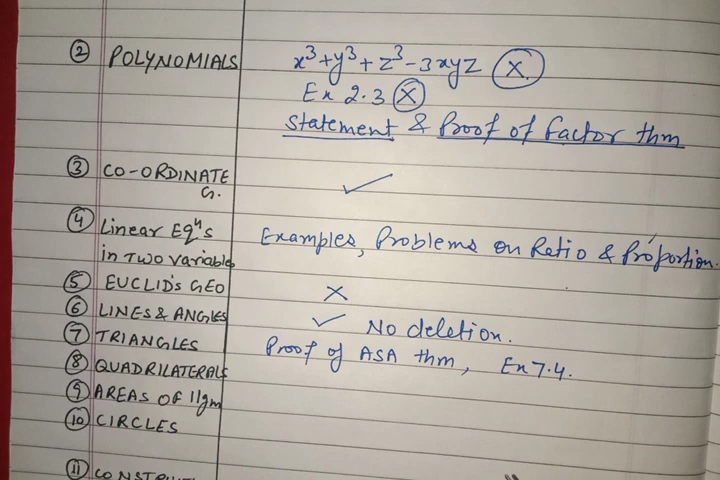 ② POLYNOMIALS x³+y³+z³-3xyz Ⓧ.
Ex 2.3 Ⓧ
Statement & Proof of factor thm
③ CO-ORDINATE G. ✓
④ Linear Eqⁿs Examples, Problems on Ratio & Proportion.
in Two variables
⑤ EUCLID's GEO ×
⑥ LINES & ANGLES ✓ No deletion.
⑦ TRIANGLES Proof of ASA thm, Ex 7.4.
⑧ QUADRILATERALS
⑨ AREAS OF ||gm
⑩ CIRCLES
⑪